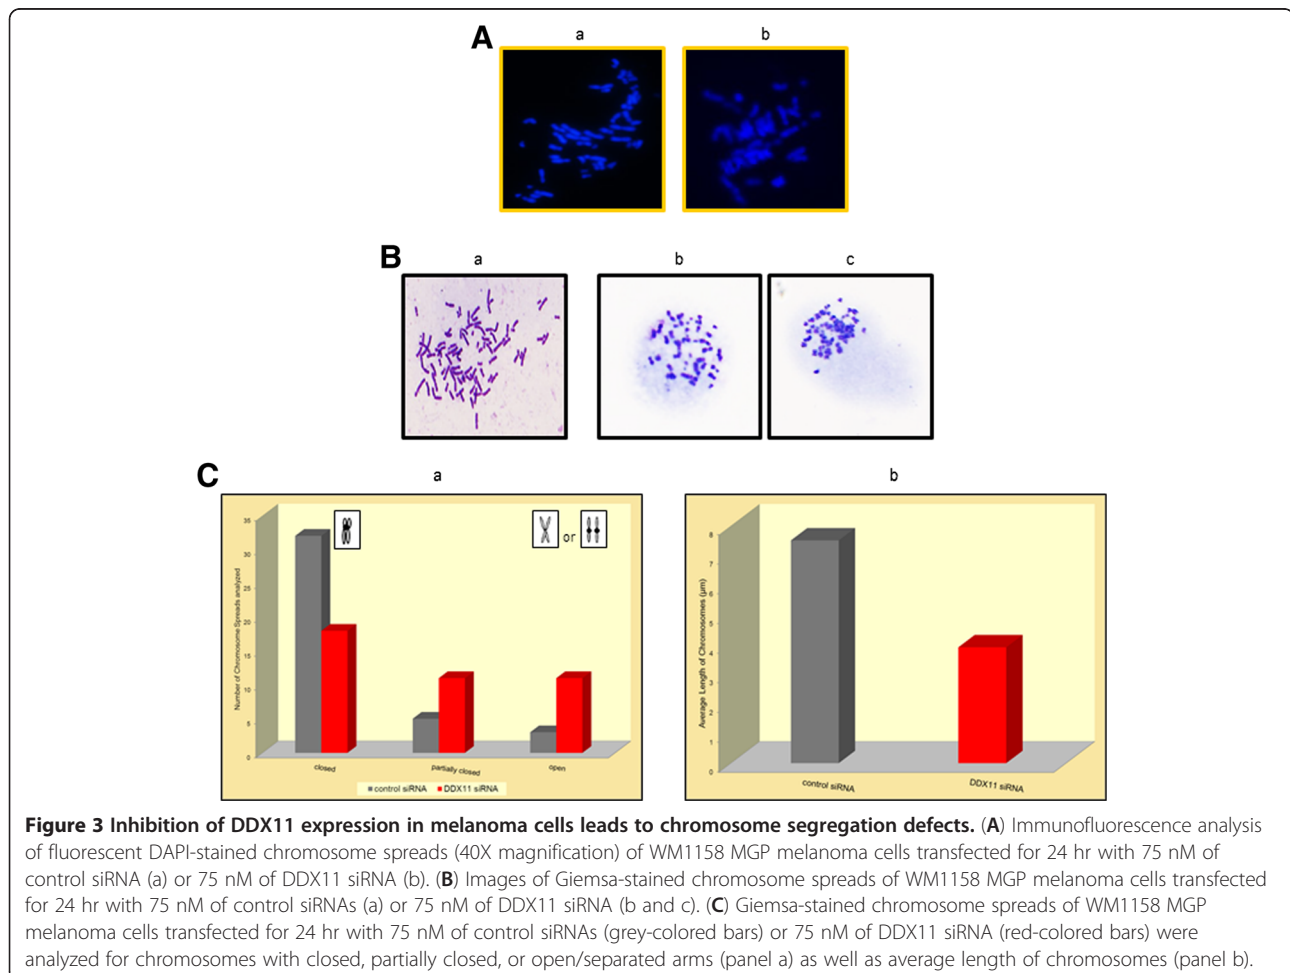 A
a
b
B
a
b
c
C
a
b
Number of Chromosome Spreads analyzed
35
30
25
20
15
10
5
0
or
closed
partially closed
open
control siRNA
DDX11 siRNA
Average Length of Chromosomes (µm)
8
7
6
5
4
3
2
1
0
control siRNA
DDX11 siRNA
Figure 3 Inhibition of DDX11 expression in melanoma cells leads to chromosome segregation defects. (A) Immunofluorescence analysis
of fluorescent DAPI-stained chromosome spreads (40X magnification) of WM1158 MGP melanoma cells transfected for 24 hr with 75 nM of
control siRNA (a) or 75 nM of DDX11 siRNA (b). (B) Images of Giemsa-stained chromosome spreads of WM1158 MGP melanoma cells transfected
for 24 hr with 75 nM of control siRNAs (a) or 75 nM of DDX11 siRNA (b and c). (C) Giemsa-stained chromosome spreads of WM1158 MGP
melanoma cells transfected for 24 hr with 75 nM of control siRNAs (grey-colored bars) or 75 nM of DDX11 siRNA (red-colored bars) were
analyzed for chromosomes with closed, partially closed, or open/separated arms (panel a) as well as average length of chromosomes (panel b).